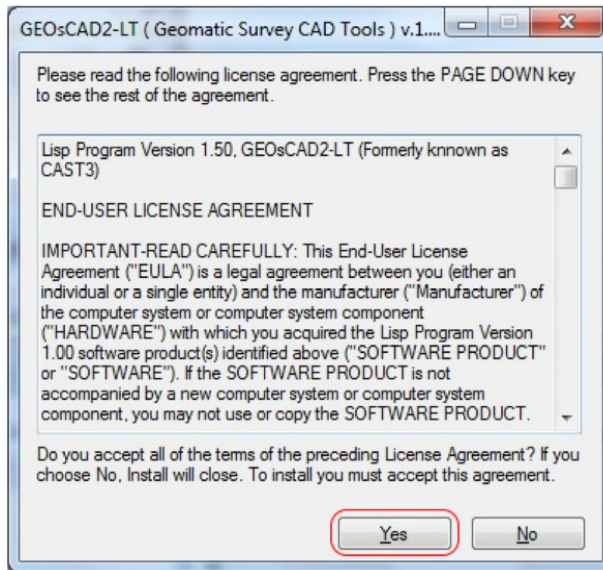 GEOsCAD2-LT ( Geomatic Survey CAD Tools ) v.1....
Please read the following license agreement. Press the PAGE DOWN key
to see the rest of the agreement.
Lisp Program Version 1.50, GEOsCAD2-LT (Formerly knnown as
CAST3)
END-USER LICENSE AGREEMENT
IMPORTANT-READ CAREFULLY: This End-User License
Agreement ("EULA") is a legal agreement between you (either an
individual or a single entity) and the manufacturer ("Manufacturer") of
the computer system or computer system component
("HARDWARE") with which you acquired the Lisp Program Version
1.00 software product(s) identified above ("SOFTWARE PRODUCT"
or "SOFTWARE"). If the SOFTWARE PRODUCT is not
accompanied by a new computer system or computer system
component, you may not use or copy the SOFTWARE PRODUCT.
Do you accept all of the terms of the preceding License Agreement? If you
choose No, Install will close. To install you must accept this agreement.
Yes No